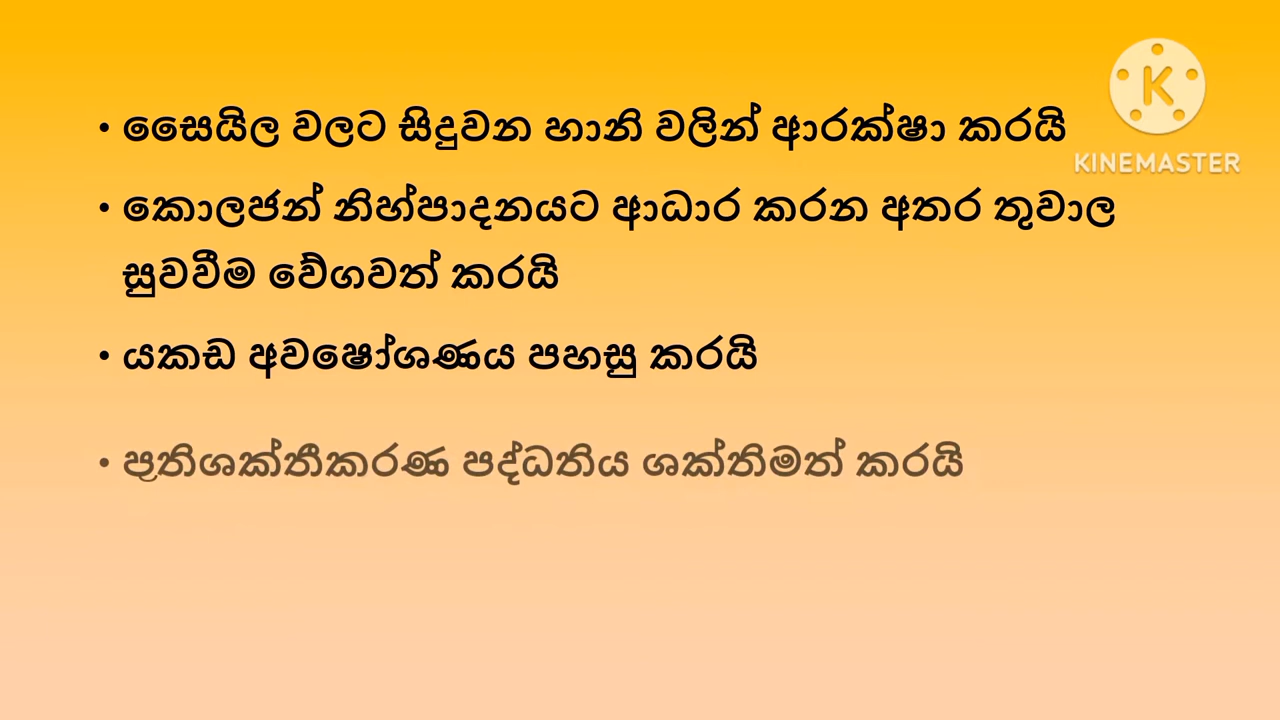 • සෛයිල වලට සිදුවන හානි වලින් ආරක්ෂා කරයි
• කොලජන් නිහ්පාදනයට ආධාර කරන අතර තුවාල
සුවවීම වේගවත් කරයි
• යකඩ අවෂෝශණය පහසු කරයි
• ප්‍රතිශක්තීකරණ පද්ධතිය ශක්තිමත් කරයි
K
KINEMASTER